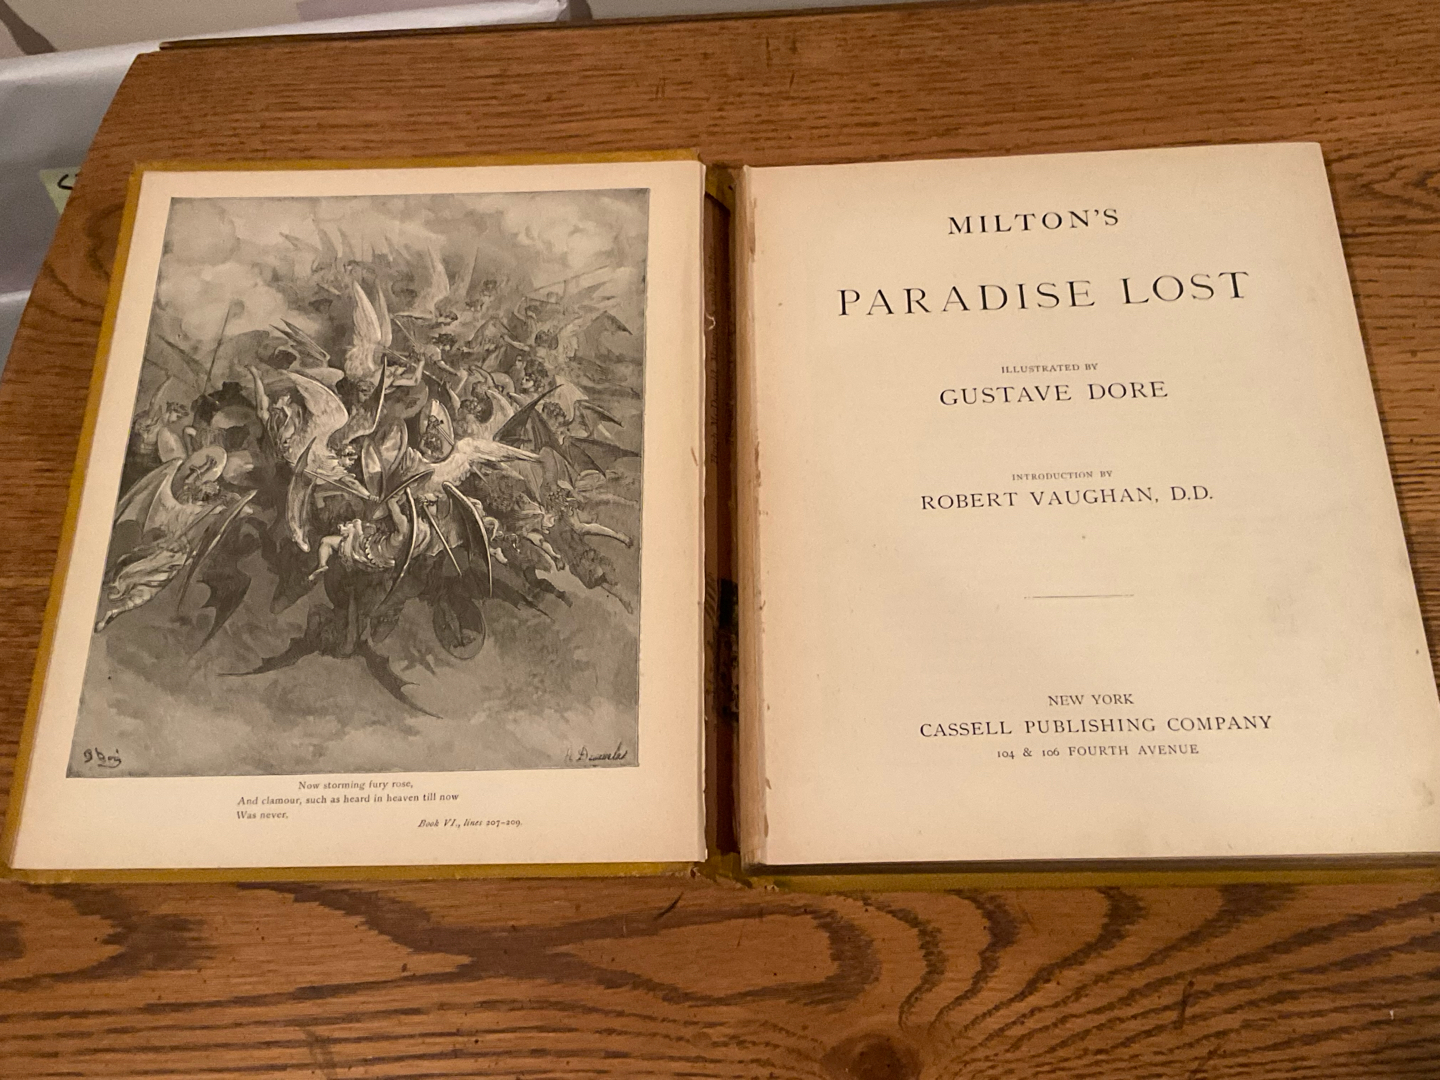 G Doré
Now storming fury rose,
And clamour, such as heard in heaven till now
Was never,
Book VI., lines 207-209.
MILTON'S
PARADISE LOST
ILLUSTRATED BY
GUSTAVE DORE
INTRODUCTION BY
ROBERT VAUGHAN, D.D.
NEW YORK
CASSELL PUBLISHING COMPANY
104 & 106 FOURTH AVENUE